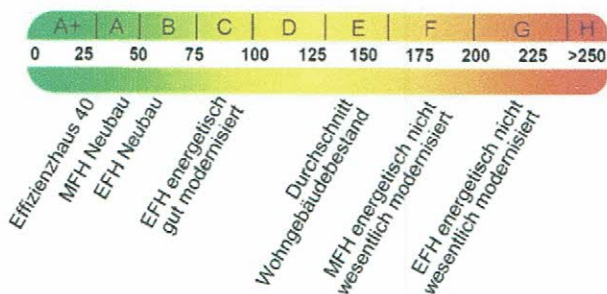 A+ A B C D E F G H
0 25 50 75 100 125 150 175 200 225 >250
Effizienzhaus 40
MFH Neubau
EFH Neubau
EFH energetisch
gut modernisiert
Durchschnitt
Wohngebäudebestand
MFH energetisch nicht
wesentlich modernisiert
EFH energetisch nicht
wesentlich modernisiert